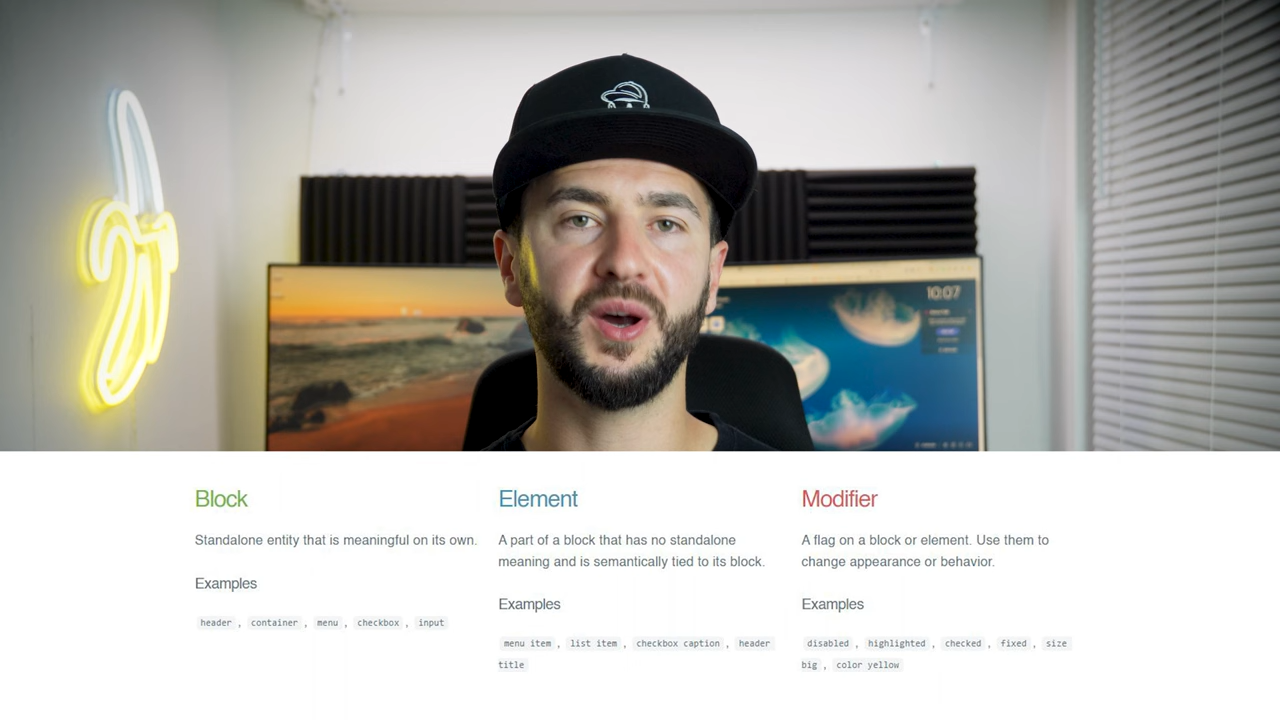 10:07
Block
Standalone entity that is meaningful on its own.
Examples
header , container , menu , checkbox , input
Element
A part of a block that has no standalone
meaning and is semantically tied to its block.
Examples
menu item , list item , checkbox caption , header
title
Modifier
A flag on a block or element. Use them to
change appearance or behavior.
Examples
disabled , highlighted , checked , fixed , size
big , color yellow